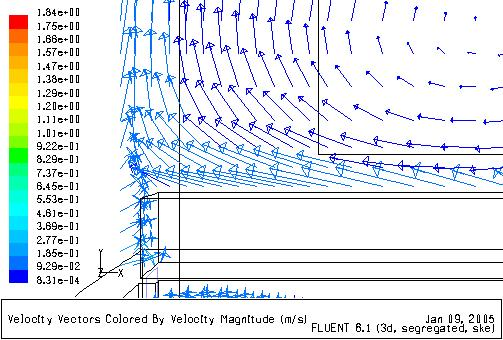 1.84e+00
1.75e+00
1.66e+00
1.57e+00
1.47e+00
1.38e+00
1.29e+00
1.20e+00
1.11e+00
1.01e+00
9.22e-01
8.29e-01
7.37e-01
6.45e-01
5.53e-01
4.61e-01
3.69e-01
2.77e-01
1.85e-01
9.29e-02
8.31e-04
Y
X
Z
Velocity Vectors Colored By Velocity Magnitude (m/s)
Jan 09, 2005
FLUENT 6.1 (3d, segregated, ske)